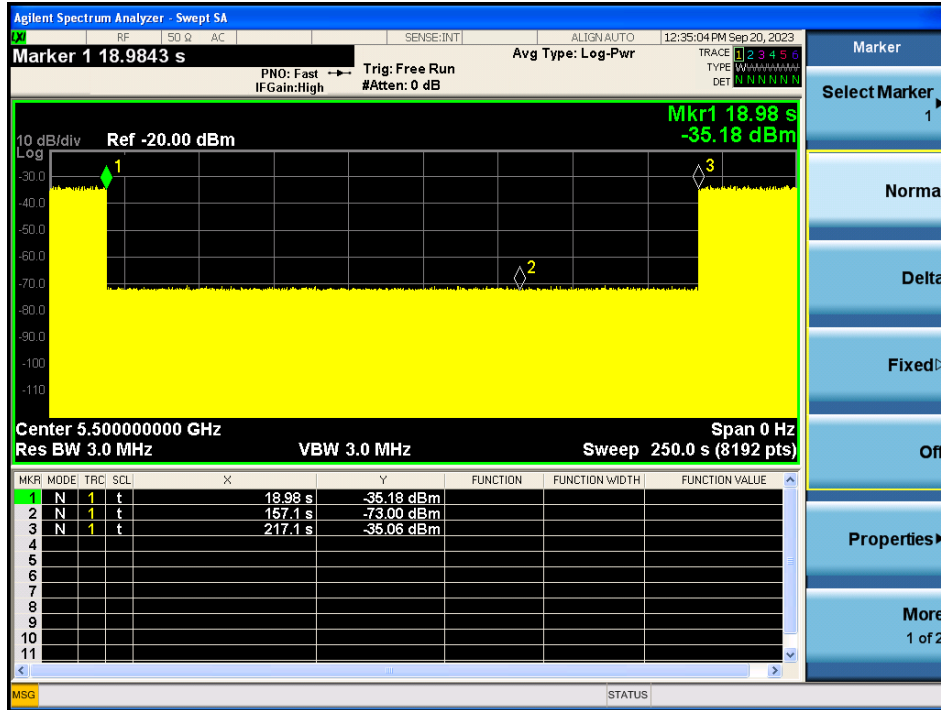 Agilent Spectrum Analyzer - Swept SA
LXI RF 50 Ω AC SENSE:INT ALIGN AUTO 12:35:04 PM Sep 20, 2023
Marker 1 18.9843 s
PNO: Fast
IFGain:High
Trig: Free Run
#Atten: 0 dB
Avg Type: Log-Pwr
TRACE 1 2 3 4 5 6
TYPE
DET N N N N N N
Mkr1 18.98 s
-35.18 dBm
10 dB/div Ref -20.00 dBm
Log
1
3
2
-30.0
-40.0
-50.0
-60.0
-70.0
-80.0
-90.0
-100
-110
Center 5.500000000 GHz Span 0 Hz
Res BW 3.0 MHz VBW 3.0 MHz Sweep 250.0 s (8192 pts)
MKR MODE TRC SCL X Y FUNCTION FUNCTION WIDTH FUNCTION VALUE
1 N 1 t 18.98 s -35.18 dBm
2 N 1 t 157.1 s -73.00 dBm
3 N 1 t 217.1 s -35.06 dBm
4
5
6
7
8
9
10
11
MSG STATUS
Marker
Select Marker
1
Norma
Delta
Fixed
Off
Properties
More
1 of 2